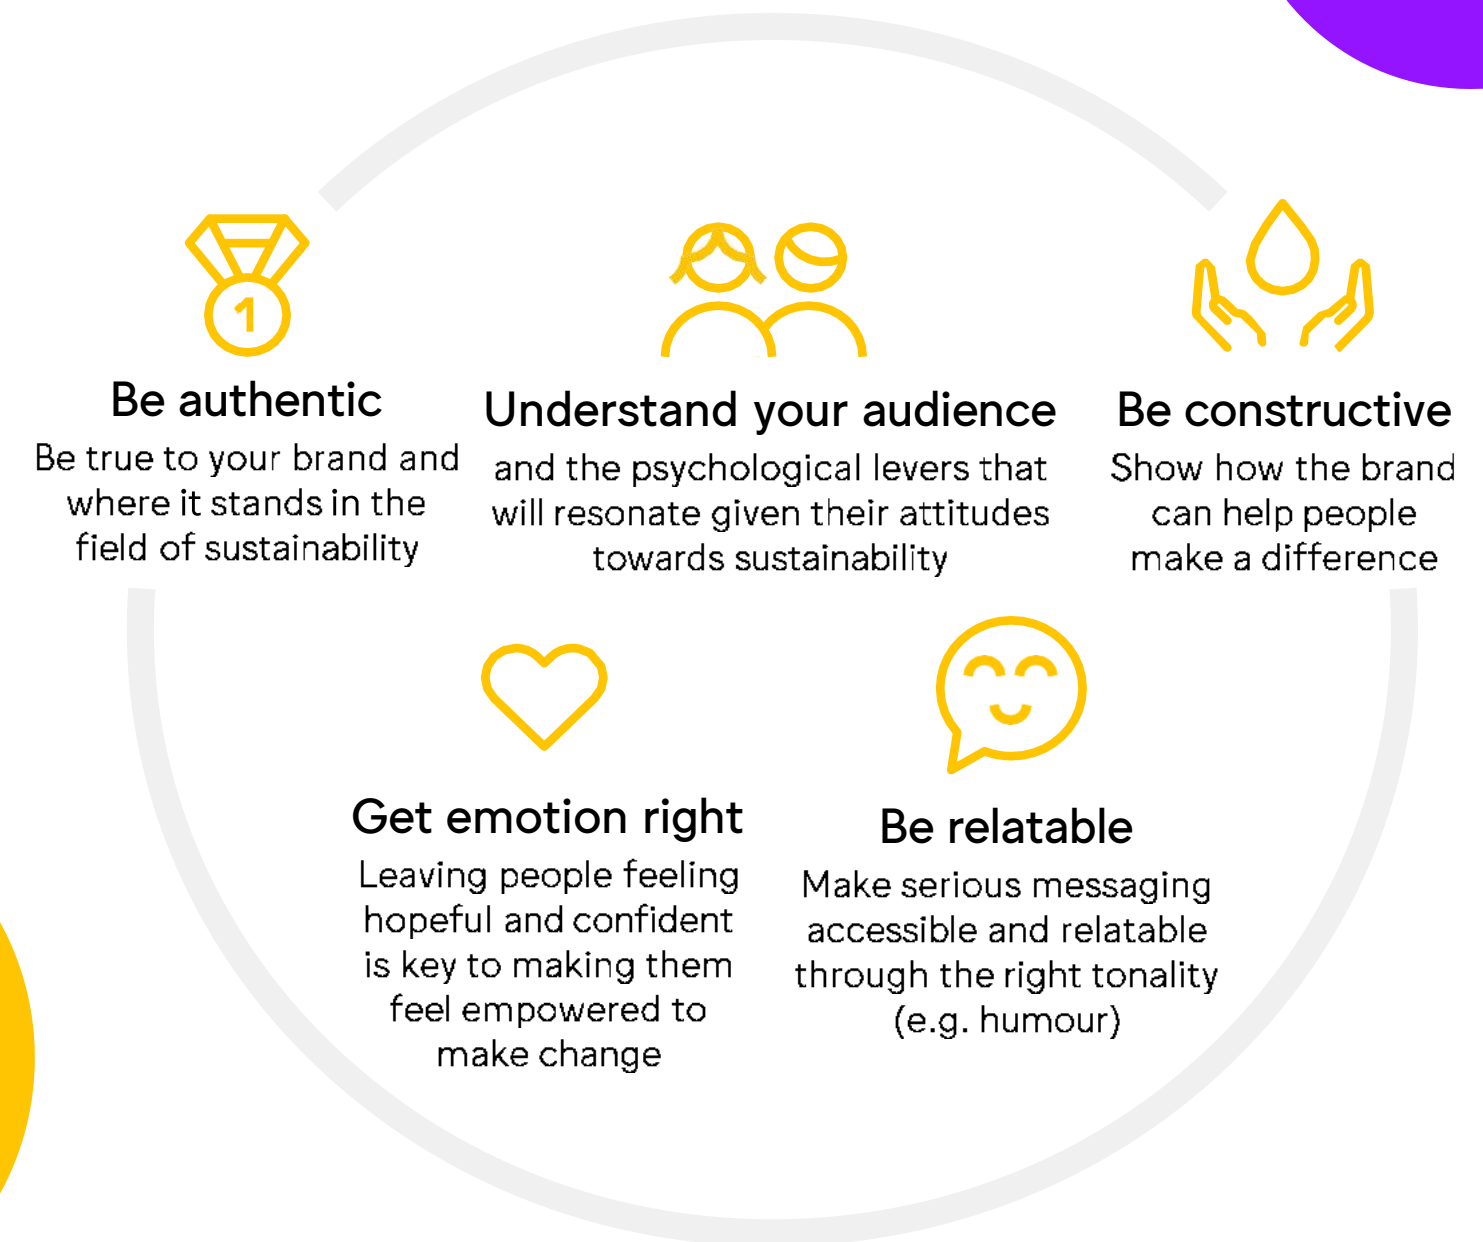 1
Be authentic
Be true to your brand and
where it stands in the
field of sustainability
Understand your audience
and the psychological levers that
will resonate given their attitudes
towards sustainability
Be constructive
Show how the brand
can help people
make a difference
Get emotion right
Leaving people feeling
hopeful and confident
is key to making them
feel empowered to
make change
Be relatable
Make serious messaging
accessible and relatable
through the right tonality
(e.g. humour)